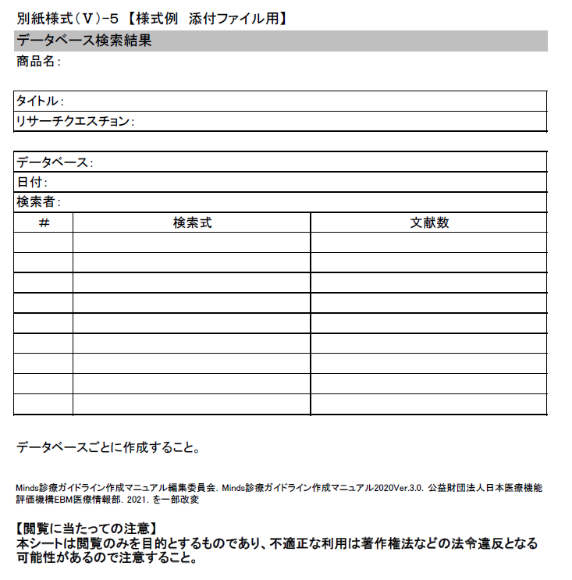 別紙様式(Ⅴ)-5 【様式例 添付ファイル用】
データベース検索結果
商品名:
タイトル:
リサーチクエスチョン:
データベース:
日付:
検索者:
# 検索式 文献数
データベースごとに作成すること。
Minds診療ガイドライン作成マニュアル編集委員会. Minds診療ガイドライン作成マニュアル2020Ver.3.0. 公益財団法人日本医療機能
評価機構EBM医療情報部. 2021. を一部改変
【閲覧に当たっての注意】
本シートは閲覧のみを目的とするものであり、不適正な利用は著作権法などの法令違反となる
可能性があるので注意すること。